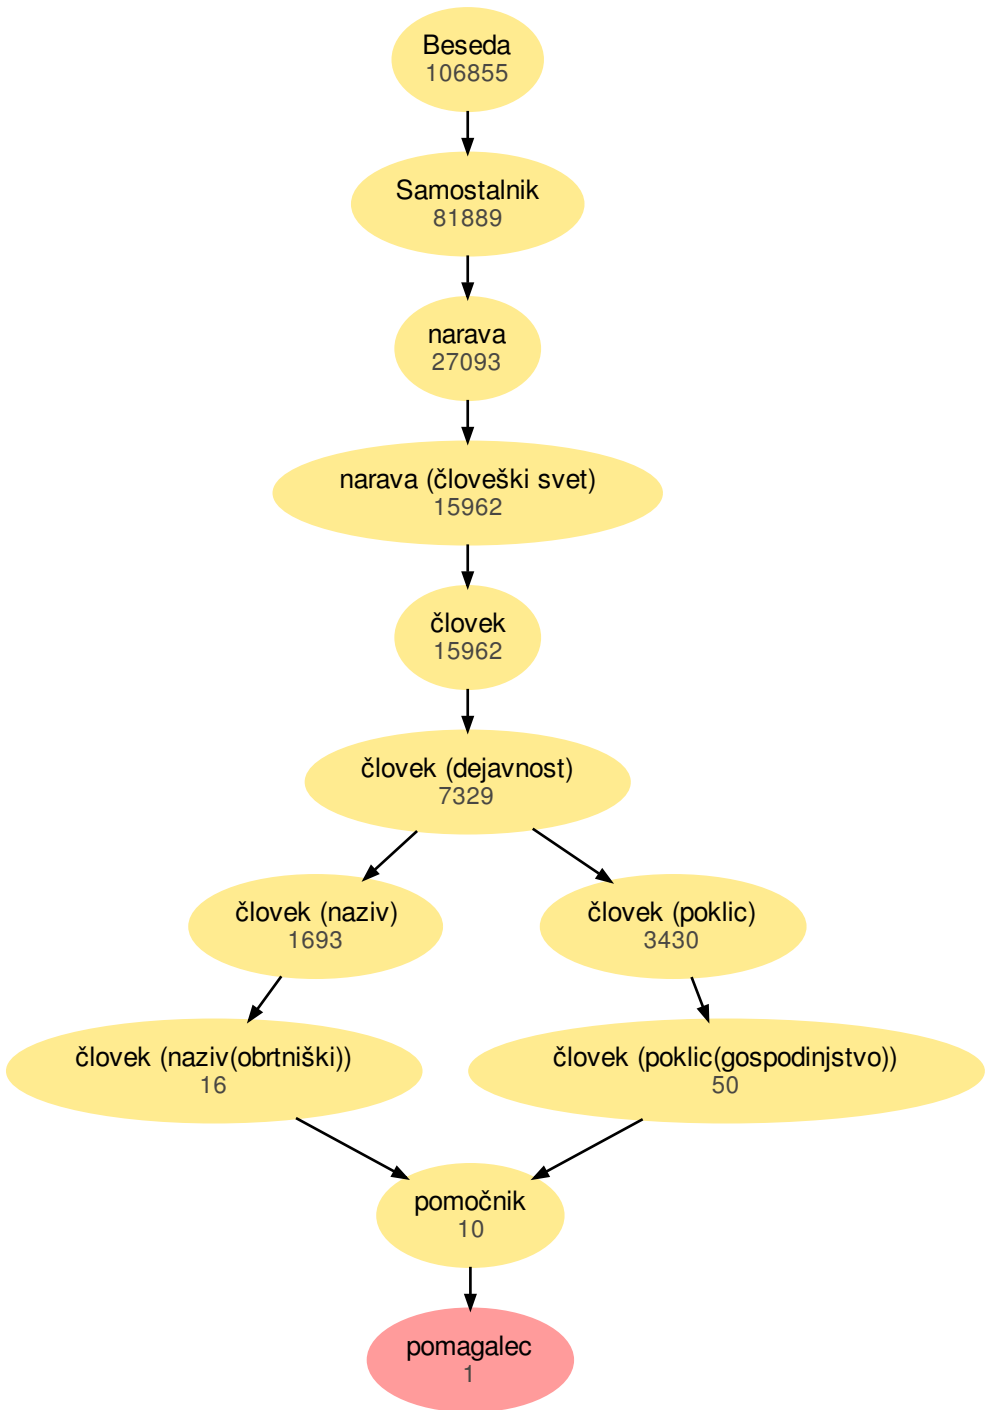 Beseda
106855
Samostalnik
81889
narava
27093
narava (človeški svet)
15962
človek
15962
človek (dejavnost)
7329
človek (naziv)
1693
človek (poklic)
3430
človek (naziv(obrtniški))
16
človek (poklic(gospodinjstvo))
50
pomočnik
10
pomagalec
1